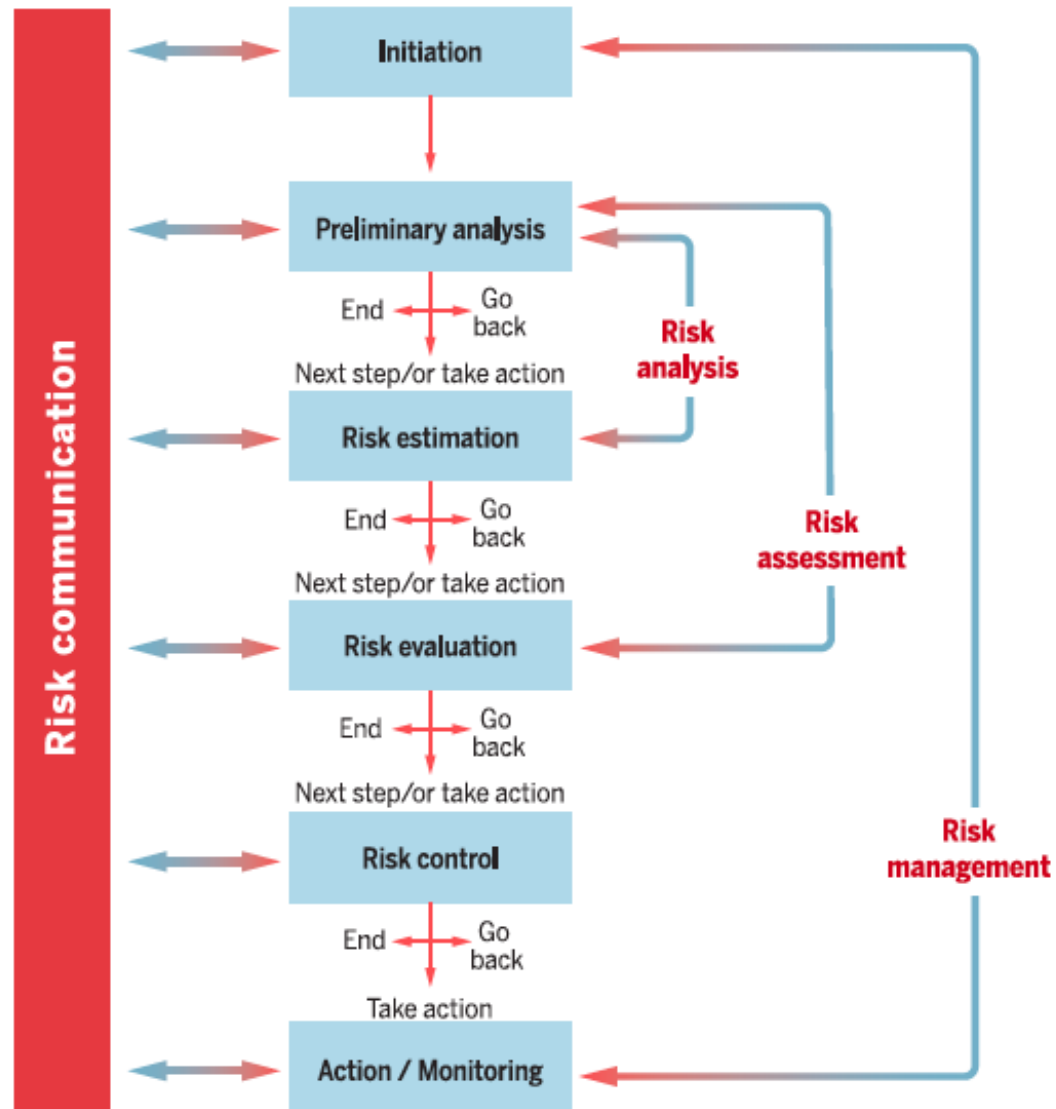 Risk communication
Initiation
Preliminary analysis
End
Go
back
Next step/or take action
Risk
analysis
Risk estimation
End
Go
back
Risk
assessment
Next step/or take action
Risk evaluation
End
Go
back
Next step/or take action
Risk control
Risk
management
End
Go
back
Take action
Action / Monitoring